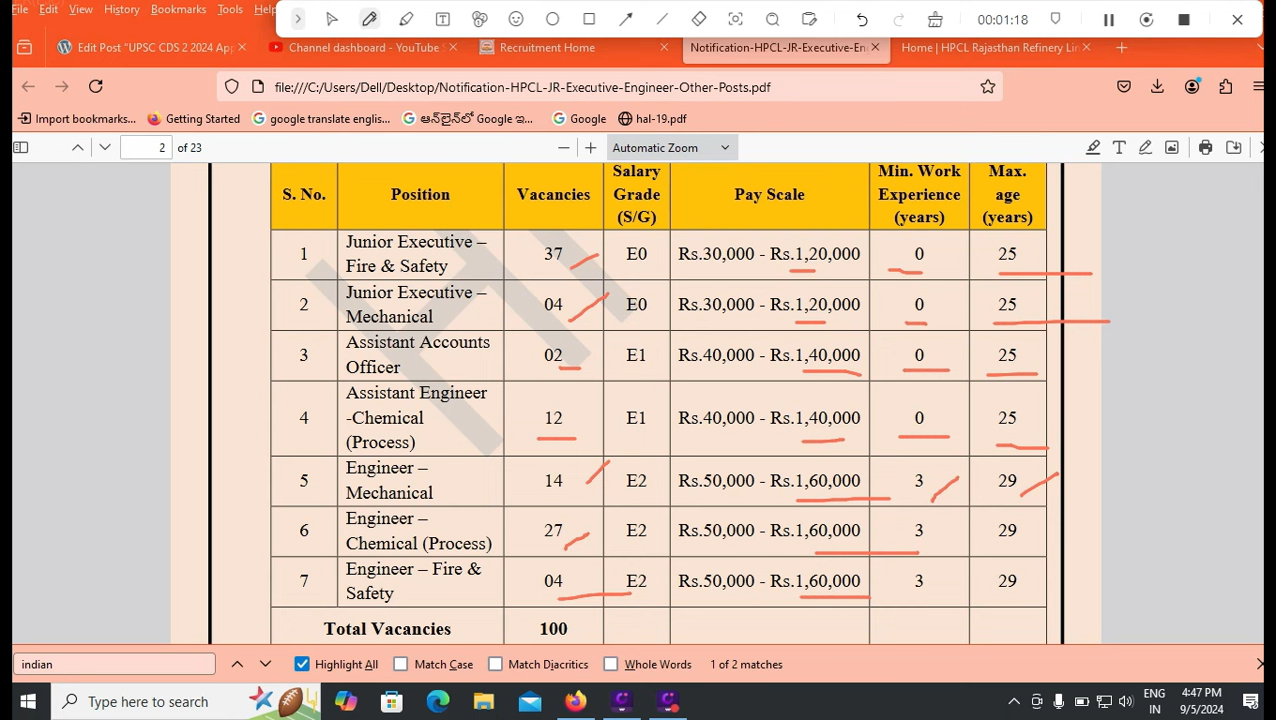 File Edit View History Bookmarks Tools
00:01:18
Edit Post "UPSC CDS 2 2024 App
Channel dashboard - YouTube
Recruitment Home
Notification-HPCL-JR-Executive-En
Home | HPCL Rajasthan Refinery Lin
file:///C:/Users/Dell/Desktop/Notification-HPCL-JR-Executive-Engineer-Other-Posts.pdf
Import bookmarks... Getting Started google translate englis... ఆన్‌లైన్‌లో Google ఇ... Google hal-19.pdf
2 of 23 Automatic Zoom
S. No. Position Vacancies Salary Grade (S/G) Pay Scale Min. Work Experience (years) Max. age (years)
1 Junior Executive – Fire & Safety 37 E0 Rs.30,000 - Rs.1,20,000 0 25
2 Junior Executive – Mechanical 04 E0 Rs.30,000 - Rs.1,20,000 0 25
3 Assistant Accounts Officer 02 E1 Rs.40,000 - Rs.1,40,000 0 25
4 Assistant Engineer -Chemical (Process) 12 E1 Rs.40,000 - Rs.1,40,000 0 25
5 Engineer – Mechanical 14 E2 Rs.50,000 - Rs.1,60,000 3 29
6 Engineer – Chemical (Process) 27 E2 Rs.50,000 - Rs.1,60,000 3 29
7 Engineer – Fire & Safety 04 E2 Rs.50,000 - Rs.1,60,000 3 29
Total Vacancies 100
indian Highlight All Match Case Match Diacritics Whole Words 1 of 2 matches
Type here to search
ENG
IN
4:47 PM
9/5/2024